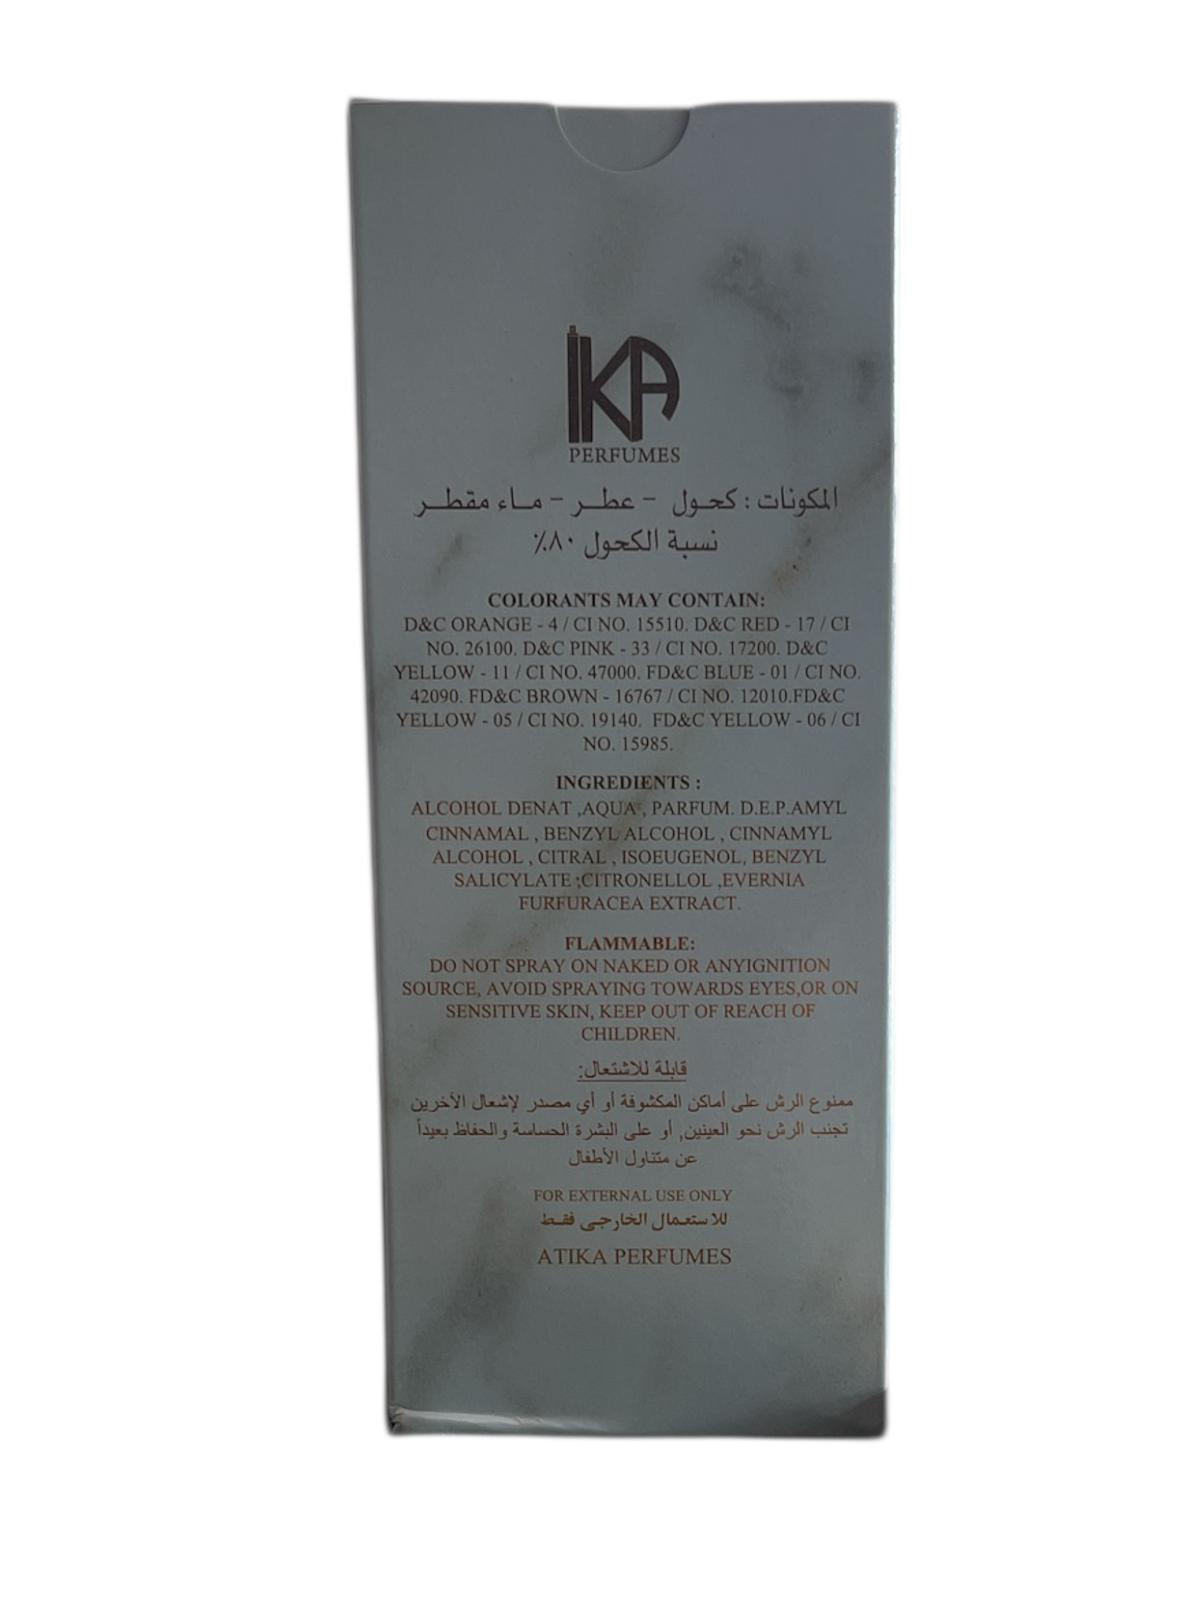 IKA
PERFUMES
المكونات : كحول - عطر - ماء مقطر
نسبة الكحول ٨٠٪
COLORANTS MAY CONTAIN:
D&C ORANGE - 4 / CI NO. 15510. D&C RED - 17 / CI
NO. 26100. D&C PINK - 33 / CI NO. 17200. D&C
YELLOW - 11 / CI NO. 47000. FD&C BLUE - 01 / CI NO.
42090. FD&C BROWN - 16767 / CI NO. 12010.FD&C
YELLOW - 05 / CI NO. 19140. FD&C YELLOW - 06 / CI
NO. 15985.
INGREDIENTS :
ALCOHOL DENAT ,AQUA , PARFUM. D.E.P.AMYL
CINNAMAL , BENZYL ALCOHOL , CINNAMYL
ALCOHOL , CITRAL , ISOEUGENOL, BENZYL
SALICYLATE ;CITRONELLOL ,EVERNIA
FURFURACEA EXTRACT.
FLAMMABLE:
DO NOT SPRAY ON NAKED OR ANYIGNITION
SOURCE, AVOID SPRAYING TOWARDS EYES,OR ON
SENSITIVE SKIN, KEEP OUT OF REACH OF
CHILDREN.
قابلة للاشتعال:
ممنوع الرش على أماكن المكشوفة أو أي مصدر لإشعال الآخرين
تجنب الرش نحو العينين, أو على البشرة الحساسة والحفاظ بعيداً
عن متناول الأطفال
FOR EXTERNAL USE ONLY
للاستعمال الخارجي فقط
ATIKA PERFUMES